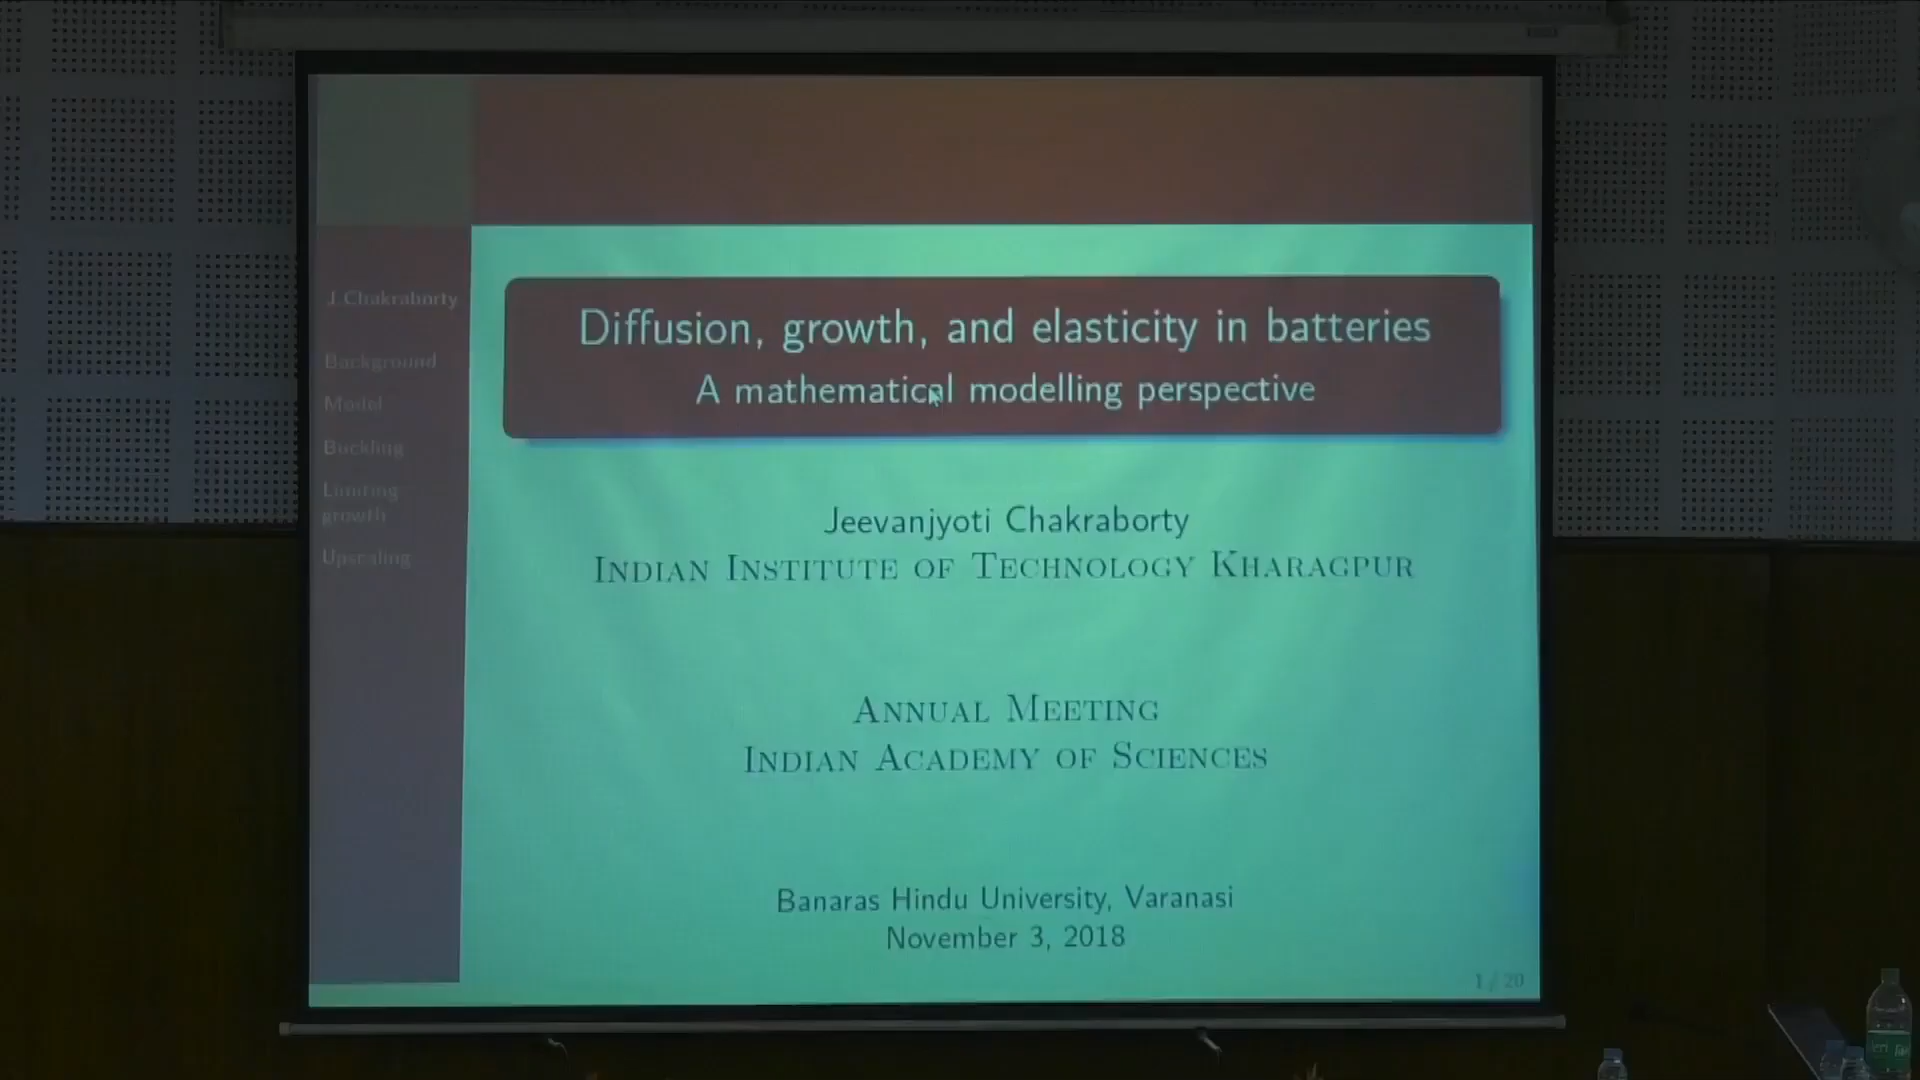 J.Chakraborty
Background
Model
Buckling
Limiting
growth
Upscaling
Diffusion, growth, and elasticity in batteries
A mathematical modelling perspective
Jeevanjyoti Chakraborty
INDIAN INSTITUTE OF TECHNOLOGY KHARAGPUR
ANNUAL MEETING
INDIAN ACADEMY OF SCIENCES
Banaras Hindu University, Varanasi
November 3, 2018
1 / 20